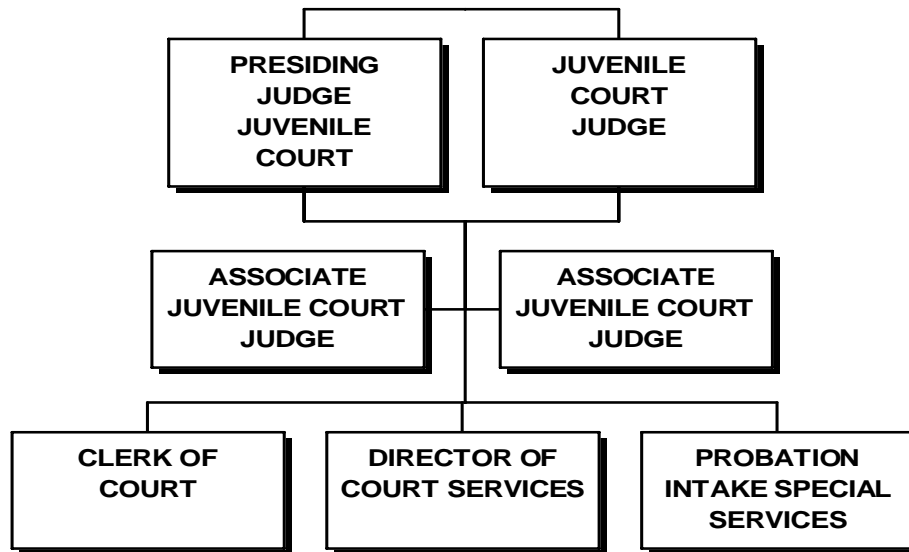 PRESIDING
JUDGE
JUVENILE
COURT
JUVENILE
COURT
JUDGE
ASSOCIATE
JUVENILE COURT
JUDGE
ASSOCIATE
JUVENILE COURT
JUDGE
CLERK OF
COURT
DIRECTOR OF
COURT SERVICES
PROBATION
INTAKE SPECIAL
SERVICES